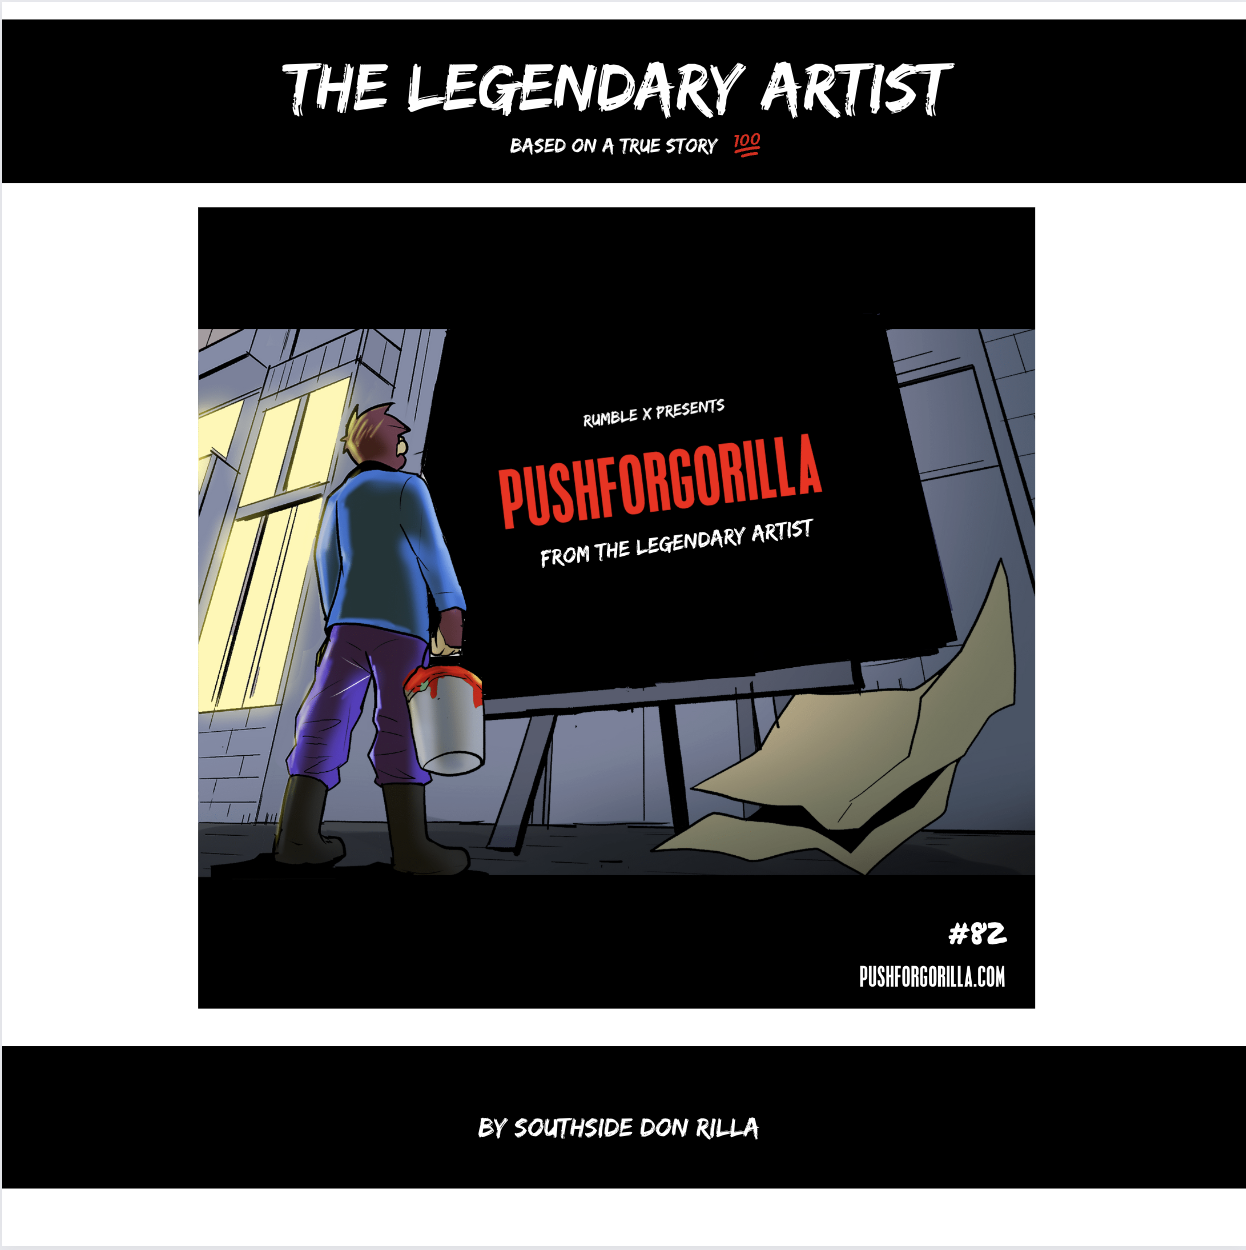 THE LEGENDARY ARTIST
BASED ON A TRUE STORY 💯
RUMBLE X PRESENTS
PUSHFORGORILLA
FROM THE LEGENDARY ARTIST
#82
PUSHFORGORILLA.COM
BY SOUTHSIDE DON RILLA